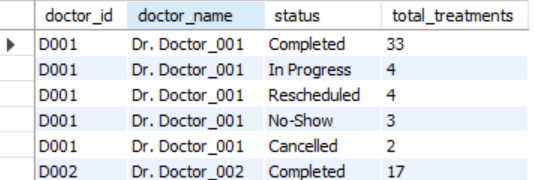 doctor_id doctor_name status total_treatments
D001 Dr. Doctor_001 Completed 33
D001 Dr. Doctor_001 In Progress 4
D001 Dr. Doctor_001 Rescheduled 4
D001 Dr. Doctor_001 No-Show 3
D001 Dr. Doctor_001 Cancelled 2
D002 Dr. Doctor_002 Completed 17